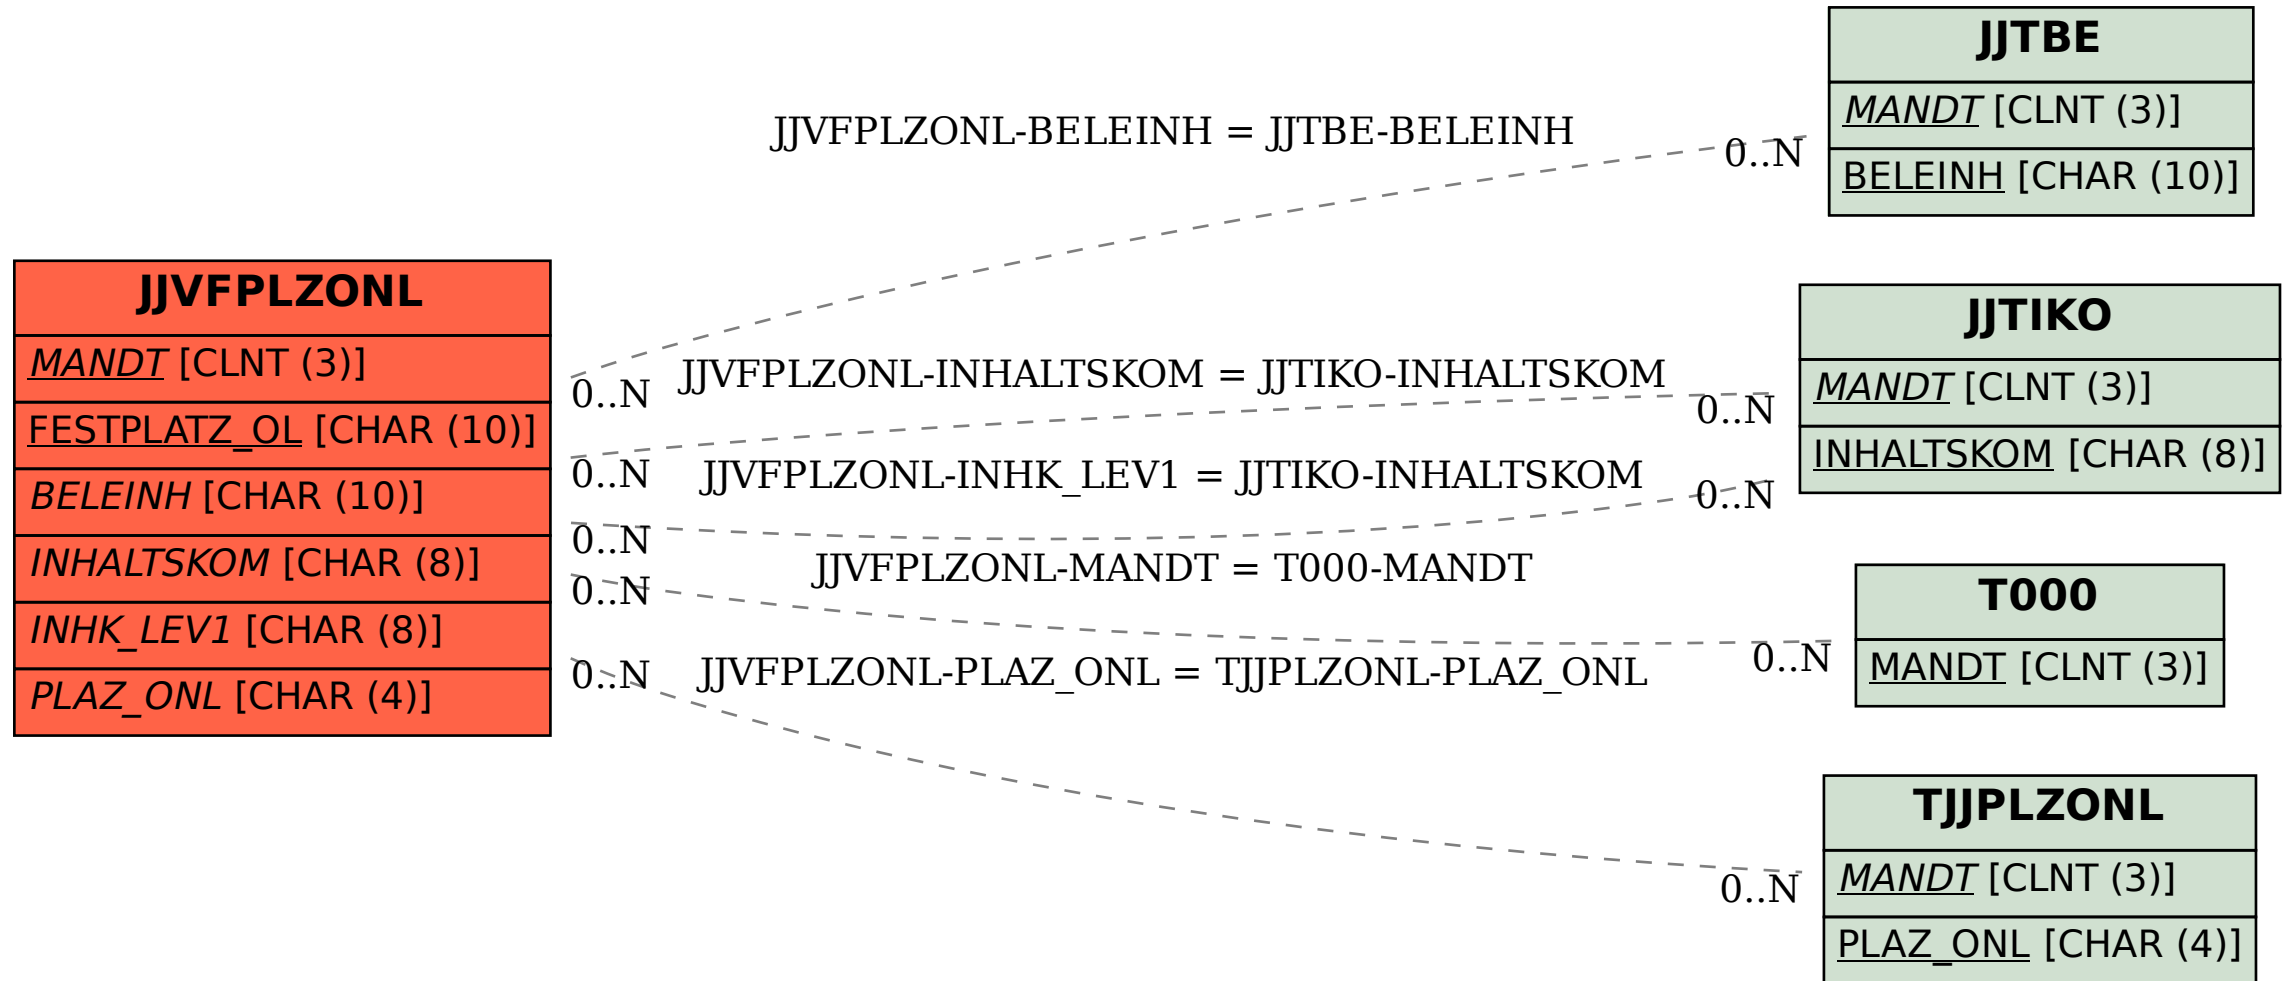 JJTBE
MANDT [CLNT (3)]
BELEINH [CHAR (10)]
JJVFPLZONL-BELEINH = JJTBE-BELEINH
0..N
JJVFPLZONL
MANDT [CLNT (3)]
FESTPLATZ_OL [CHAR (10)]
BELEINH [CHAR (10)]
INHALTSKOM [CHAR (8)]
INHK_LEV1 [CHAR (8)]
PLAZ_ONL [CHAR (4)]
0..N
JJVFPLZONL-INHALTSKOM = JJTIKO-INHALTSKOM
0..N
0..N
JJVFPLZONL-INHK_LEV1 = JJTIKO-INHALTSKOM
0..N
0..N
JJVFPLZONL-MANDT = T000-MANDT
0..N
0..N
JJVFPLZONL-PLAZ_ONL = TJJPLZONL-PLAZ_ONL
0..N
0..N
JJTIKO
MANDT [CLNT (3)]
INHALTSKOM [CHAR (8)]
T000
MANDT [CLNT (3)]
TJJPLZONL
MANDT [CLNT (3)]
PLAZ_ONL [CHAR (4)]